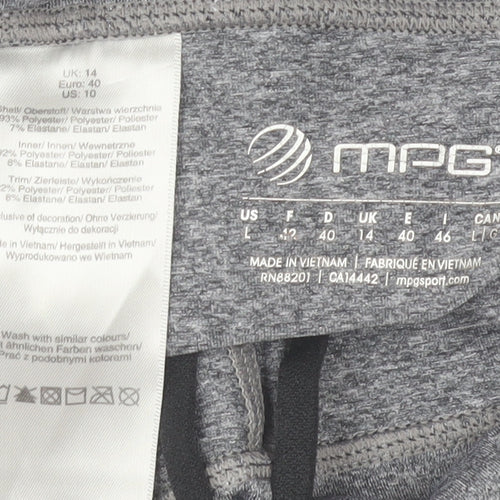 UK: 14
Euro: 40
US: 10
Shell/ Oberstoff/ Warstwa wierzchnia
93% Polyester/ Polyester/ Poliester
7% Elastane/ Elastan/ Elastan
Inner/ Innen/ Wewnętrzne
92% Polyester/ Polyester/ Poliester
8% Elastane/ Elastan/ Elastan
Trim/ Zierleiste/ Wykończenie
92% Polyester/ Polyester/ Poliester
8% Elastane/ Elastan/ Elastan
of decoration/ Ohne Verzierung/
Wyłącznie do dekoracji
Made in Vietnam/ Hergestellt in Vietnam/
Wyprodukowano we Wietnam
Wash with similar colours/
ähnlichen Farben waschen/
Prać z podobnymi kolorami
MPG
US F D UK E I CAN
L 42 40 14 40 46 L|G
MADE IN VIETNAM | FABRIQUÉ EN VIETNAM
RN88201 | CA14442 | mpgsport.com